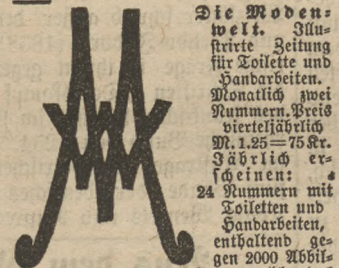 Die Moden=
welt. Illu=
strirte Zeitung
für Toilette und
Handarbeiten.
Monatlich zwei
Nummern. Preis
vierteljährlich
M. 1.25=75 Kr.
Jährlich er=
scheinen:
24 Nummern mit
Toiletten und
Handarbeiten,
enthaltend ge=
gen 2000 Abbil=